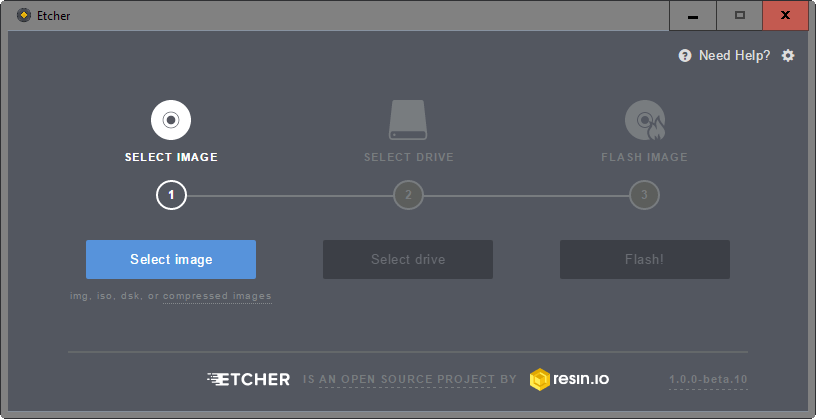 Etcher
Need Help?
SELECT IMAGE
SELECT DRIVE
FLASH IMAGE
1
2
3
Select image
Select drive
Flash!
img, iso, dsk, or compressed images
ETCHER IS AN OPEN SOURCE PROJECT BY resin.io
1.0.0-beta.10